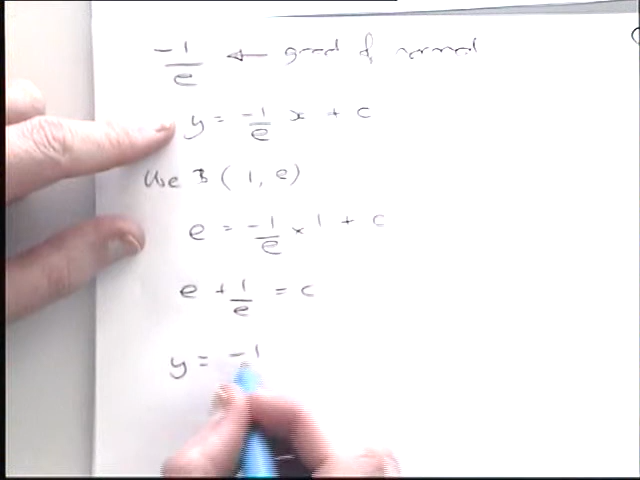 -1/e ← grad of normal
y = -1/e x + c
Use B (1, e)
e = -1/e × 1 + c
e + 1/e = c
y = -1